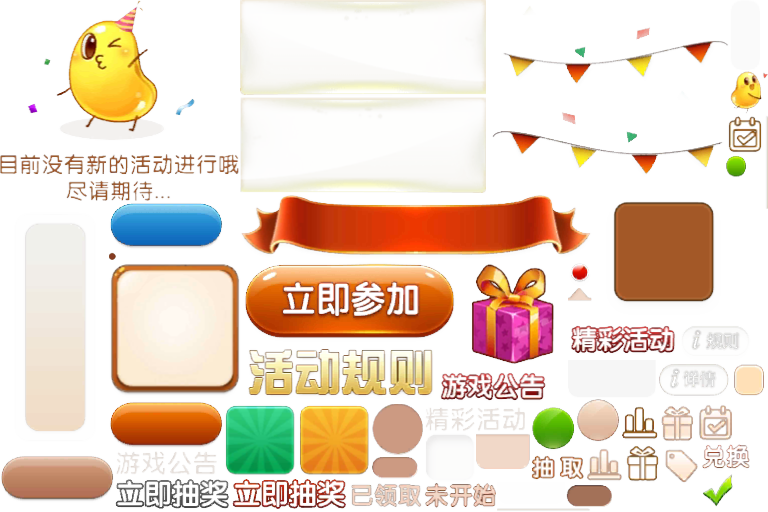 目前没有新的活动进行哦
尽请期待...
立即参加
精彩活动
i 规则
活动规则
游戏公告
i 详情
精彩活动
游戏公告
抽 取
兑换
立即抽奖
立即抽奖
已领取
未开始